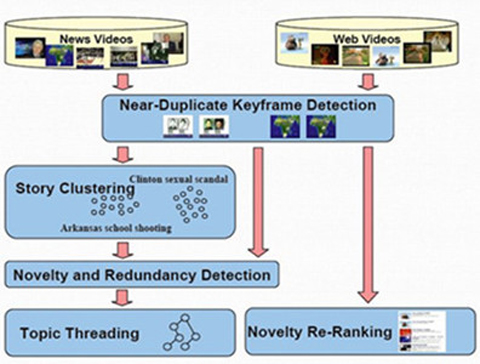 News Videos
Web Videos
Near-Duplicate Keyframe Detection
Clinton sexual scandal
Story Clustering
Arkansas school shooting
Novelty and Redundancy Detection
Topic Threading
Novelty Re-Ranking